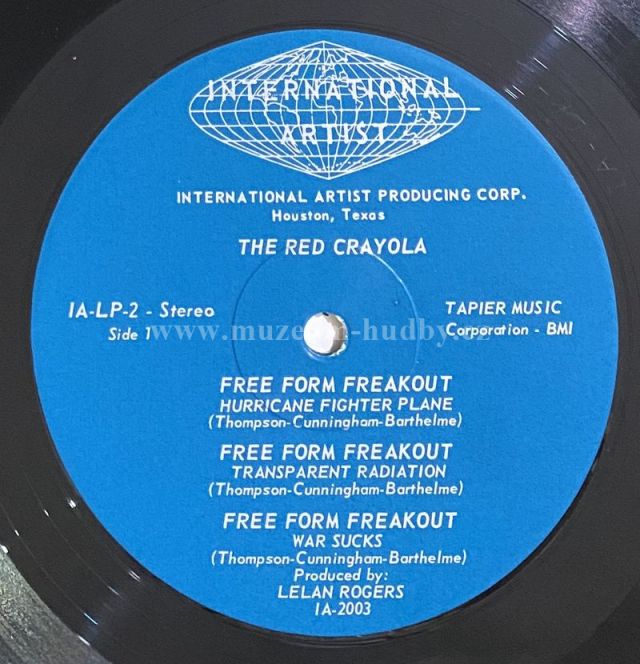 INTERNATIONAL
ARTIST
INTERNATIONAL ARTIST PRODUCING CORP.
Houston, Texas
THE RED CRAYOLA
IA-LP-2 - Stereo
Side 1
TAPIER MUSIC
Corporation - BMI
www.muzeum-hudby.cz
FREE FORM FREAKOUT
HURRICANE FIGHTER PLANE
(Thompson-Cunningham-Barthelme)
FREE FORM FREAKOUT
TRANSPARENT RADIATION
(Thompson-Cunningham-Barthelme)
FREE FORM FREAKOUT
WAR SUCKS
(Thompson-Cunningham-Barthelme)
Produced by:
LELAN ROGERS
IA-2003